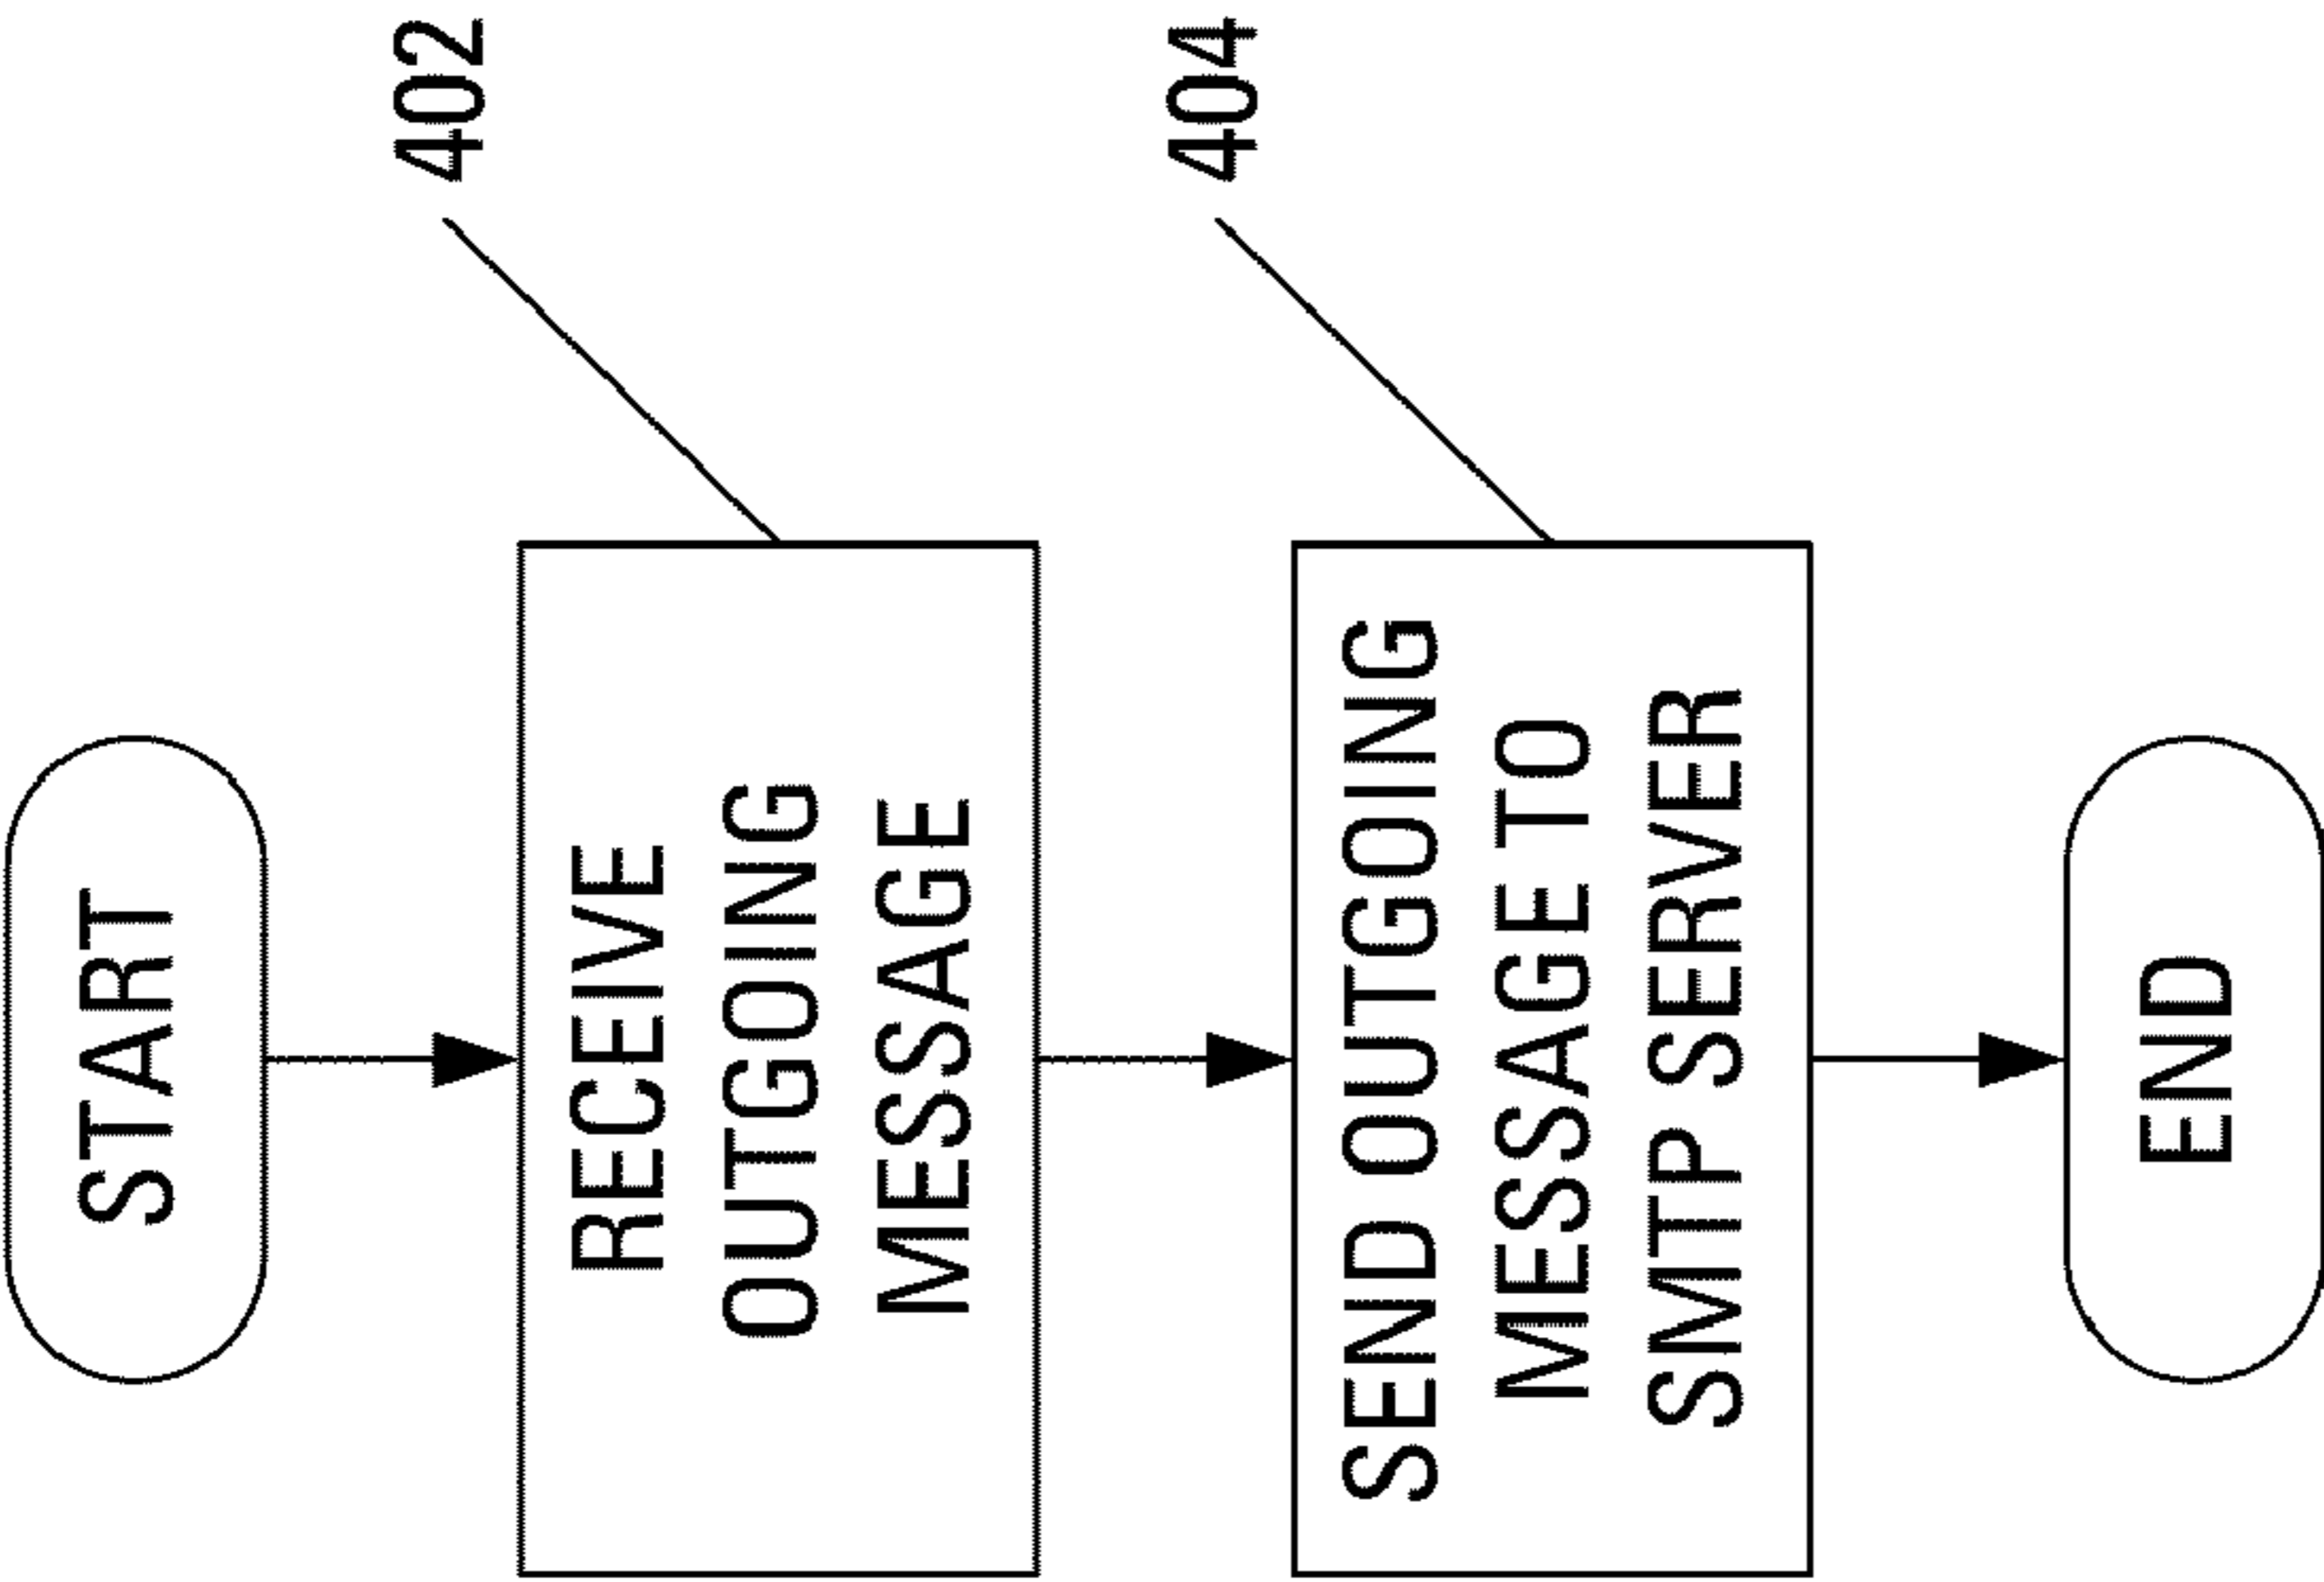 START
402
RECEIVE
OUTGOING
MESSAGE
404
SEND OUTGOING
MESSAGE TO
SMTP SERVER
END